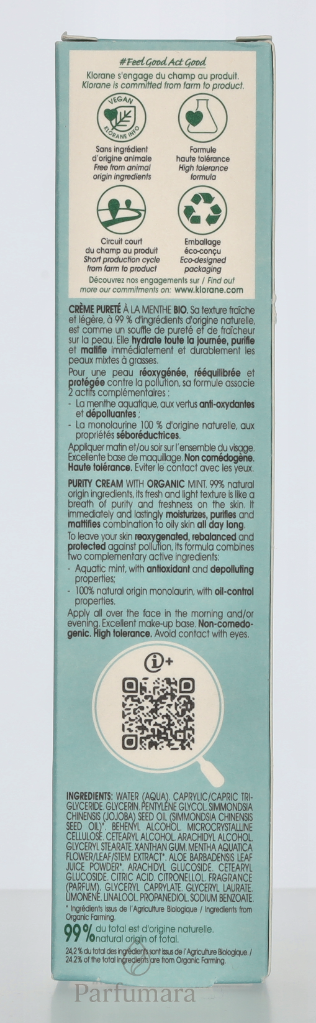 #Feel Good Act Good
Klorane s'engage du champ au produit.
Klorane is committed from farm to product.
VEGAN
KLORANE INFO
Sans ingrédient
d'origine animale
Free from animal
origin ingredients
Formule
haute tolérance
High tolerance
formula
Circuit court
du champ au produit
Short production cycle
from farm to product
Emballage
éco-conçu
Eco-designed
packaging
Découvrez nos engagements sur / Find out
more our commitments on: www.klorane.com
CRÈME PURETÉ À LA MENTHE BIO. Sa texture fraîche
et légère, à 99 % d'ingrédients d'origine naturelle,
est comme un souffle de pureté et de fraîcheur
sur la peau. Elle hydrate toute la journée, purifie
et matifie immédiatement et durablement les
peaux mixtes à grasses.
Pour une peau réoxygénée, rééquilibrée et
protégée contre la pollution, sa formule associe
2 actifs complémentaires :
- La menthe aquatique, aux vertus anti-oxydantes
et dépolluantes ;
- La monolaurine 100 % d'origine naturelle, aux
propriétés séboréductrices.
Appliquer matin et/ou soir sur l'ensemble du visage.
Excellente base de maquillage. Non comédogène.
Haute tolérance. Eviter le contact avec les yeux.
PURITY CREAM WITH ORGANIC MINT. 99% natural
origin ingredients, its fresh and light texture is like a
breath of purity and freshness on the skin. It
immediately and lastingly moisturizes, purifies and
mattifies combination to oily skin all day long.
To leave your skin reoxygenated, rebalanced and
protected against pollution, its formula combines
two complementary active ingredients:
- Aquatic mint, with antioxidant and depolluting
properties;
- 100% natural origin monolaurin, with oil-control
properties.
Apply all over the face in the morning and/or
evening. Excellent make-up base. Non-comedo-
genic. High tolerance. Avoid contact with eyes.
i+
INGREDIENTS: WATER (AQUA). CAPRYLIC/CAPRIC TRI-
GLYCERIDE. GLYCERIN. PENTYLENE GLYCOL. SIMMONDSIA
CHINENSIS (JOJOBA) SEED OIL (SIMMONDSIA CHINENSIS
SEED OIL)*. BEHENYL ALCOHOL. MICROCRYSTALLINE
CELLULOSE. CETEARYL ALCOHOL. ARACHIDYL ALCOHOL.
GLYCERYL STEARATE. XANTHAN GUM. MENTHA AQUATICA
FLOWER/LEAF/STEM EXTRACT*. ALOE BARBADENSIS LEAF
JUICE POWDER*. ARACHIDYL GLUCOSIDE. CETEARYL
GLUCOSIDE. CITRIC ACID. CITRONELLOL. FRAGRANCE
(PARFUM). GLYCERYL CAPRYLATE. GLYCERYL LAURATE.
LIMONENE. LINALOOL. PROPANEDIOL. SODIUM BENZOATE.
* Ingrédients issus de l'Agriculture Biologique / Ingredients from
Organic Farming.
99% du total est d'origine naturelle.
natural origin of total.
24,2 % du total des ingrédients sont issus de l'Agriculture Biologique /
24.2% of the total ingredients are from Organic Farming.
Parfumara